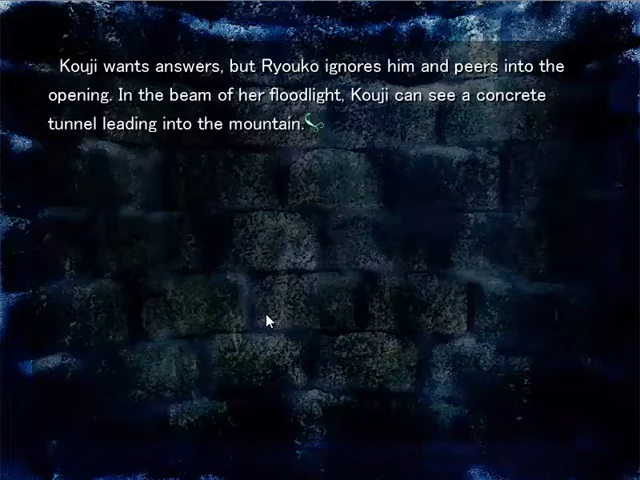 Kouji wants answers, but Ryouko ignores him and peers into the
opening. In the beam of her floodlight, Kouji can see a concrete
tunnel leading into the mountain.